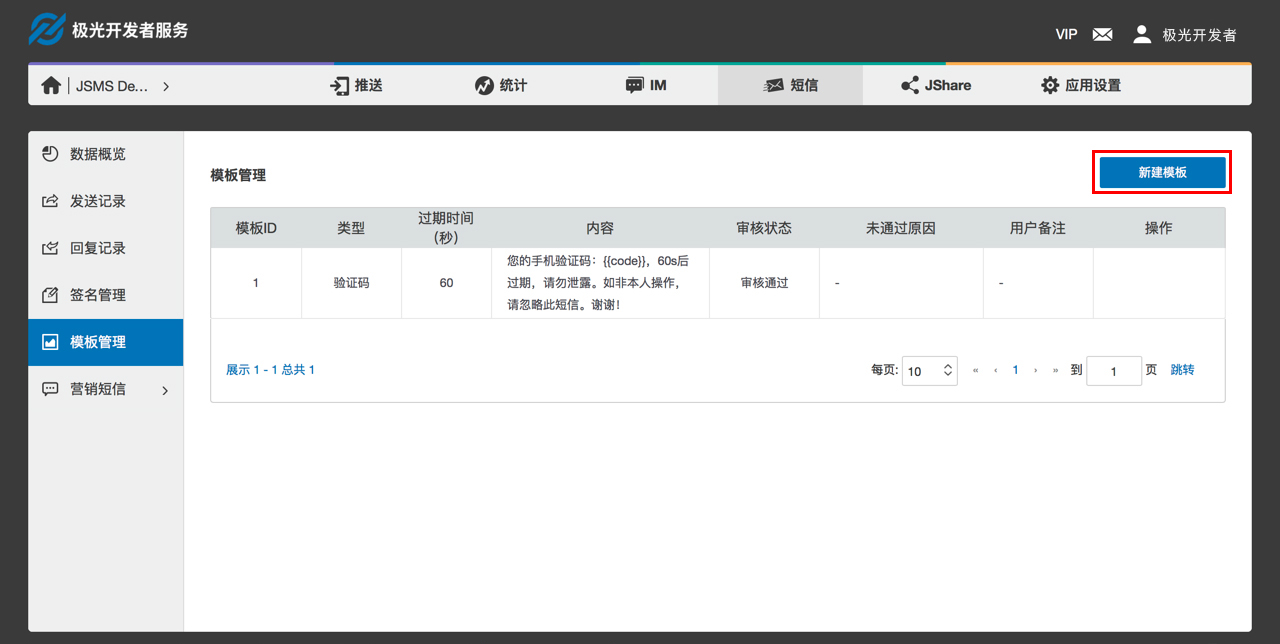 极光开发者服务
VIP
极光开发者
JSMS De...
推送
统计
IM
短信
JShare
应用设置
数据概览
发送记录
回复记录
签名管理
模板管理
营销短信
模板管理
新建模板
模板ID
类型
过期时间
(秒)
内容
审核状态
未通过原因
用户备注
操作
1
验证码
60
您的手机验证码：{{code}}，60s后
过期，请勿泄露。如非本人操作，
请忽略此短信。谢谢！
审核通过
-
-
展示 1 - 1 总共 1
每页: 10 « ‹ 1 › » 到 1 页 跳转